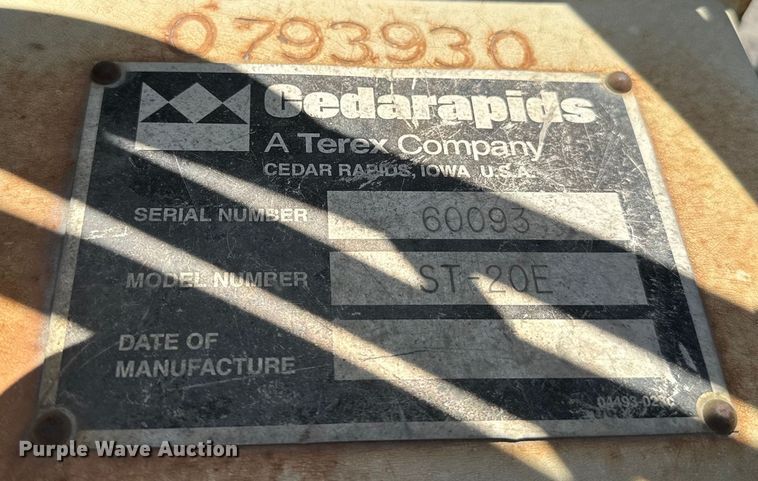 0793930
Cedarapids
A Terex Company
CEDAR RAPIDS, IOWA U.S.A.
SERIAL NUMBER 60093
MODEL NUMBER ST-20E
DATE OF
MANUFACTURE
Purple Wave Auction